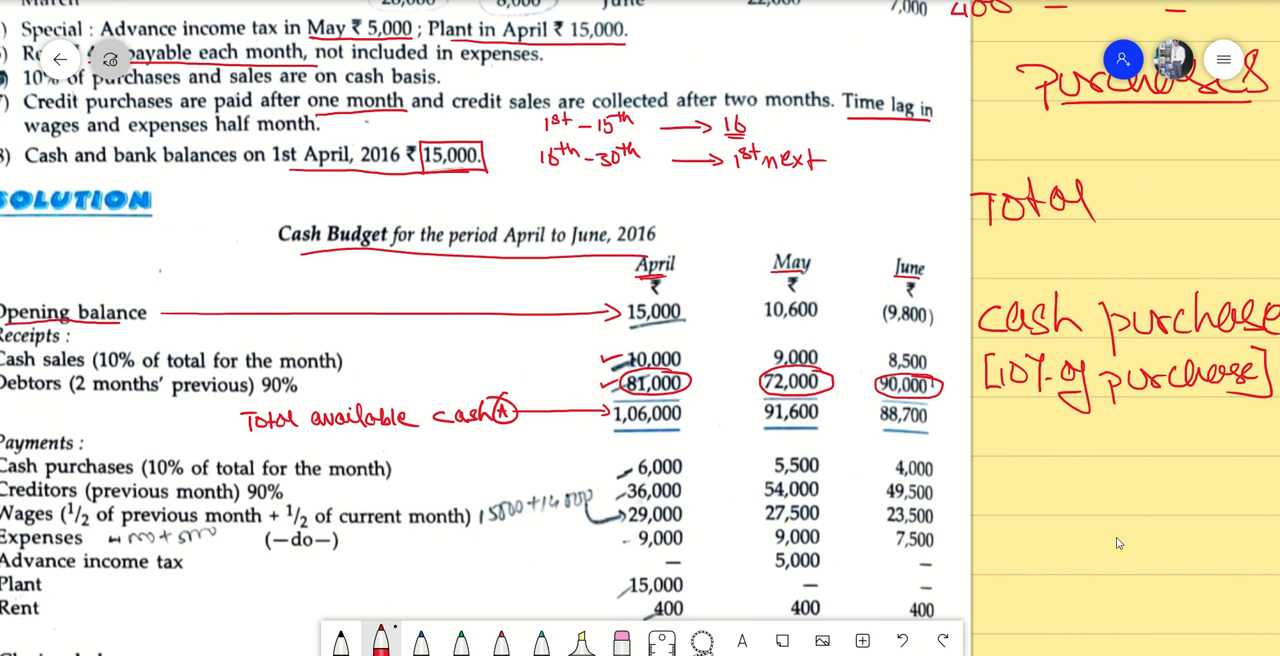 ) Special : Advance income tax in May ₹ 5,000 ; Plant in April ₹ 15,000.
7,000 400 – –
payable each month, not included in expenses.
10% of purchases and sales are on cash basis.
Purchases
) Credit purchases are paid after one month and credit sales are collected after two months. Time lag in
wages and expenses half month.
1st - 15th → 16
) Cash and bank balances on 1st April, 2016 ₹ 15,000.
16th - 30th → 1st next
SOLUTION
Total
Cash Budget for the period April to June, 2016
April May June
₹ ₹ ₹
Opening balance 15,000 10,600 (9,800)
Receipts :
Cash sales (10% of total for the month) 10,000 9,000 8,500
Debtors (2 months' previous) 90% 81,000 72,000 90,000
Total available cash A → 1,06,000 91,600 88,700
cash purchase
[10% of purchase]
Payments :
Cash purchases (10% of total for the month) 6,000 5,500 4,000
Creditors (previous month) 90% 36,000 54,000 49,500
Wages (1/2 of previous month + 1/2 of current month) 15000+14000 29,000 27,500 23,500
Expenses (—do—) 9,000 9,000 7,500
Advance income tax — 5,000 –
Plant 15,000 – –
Rent 400 400 400
A